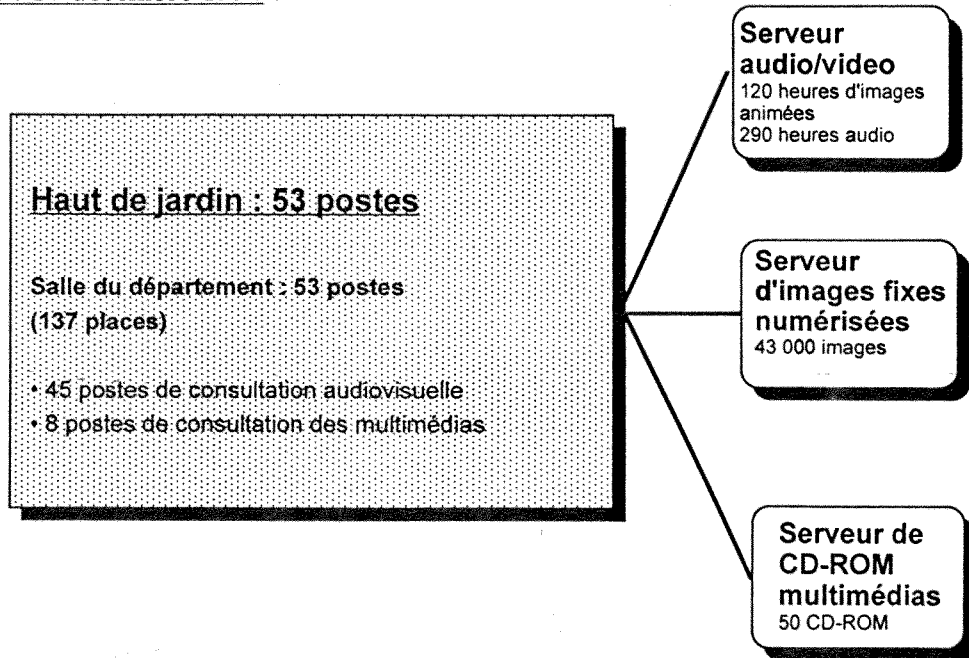 Haut de jardin : 53 postes
Salle du département : 53 postes
(137 places)
• 45 postes de consultation audiovisuelle
• 8 postes de consultation des multimédias
Serveur
audio/video
120 heures d'images
animées
290 heures audio
Serveur
d'images fixes
numérisées
43 000 images
Serveur de
CD-ROM
multimédias
50 CD-ROM